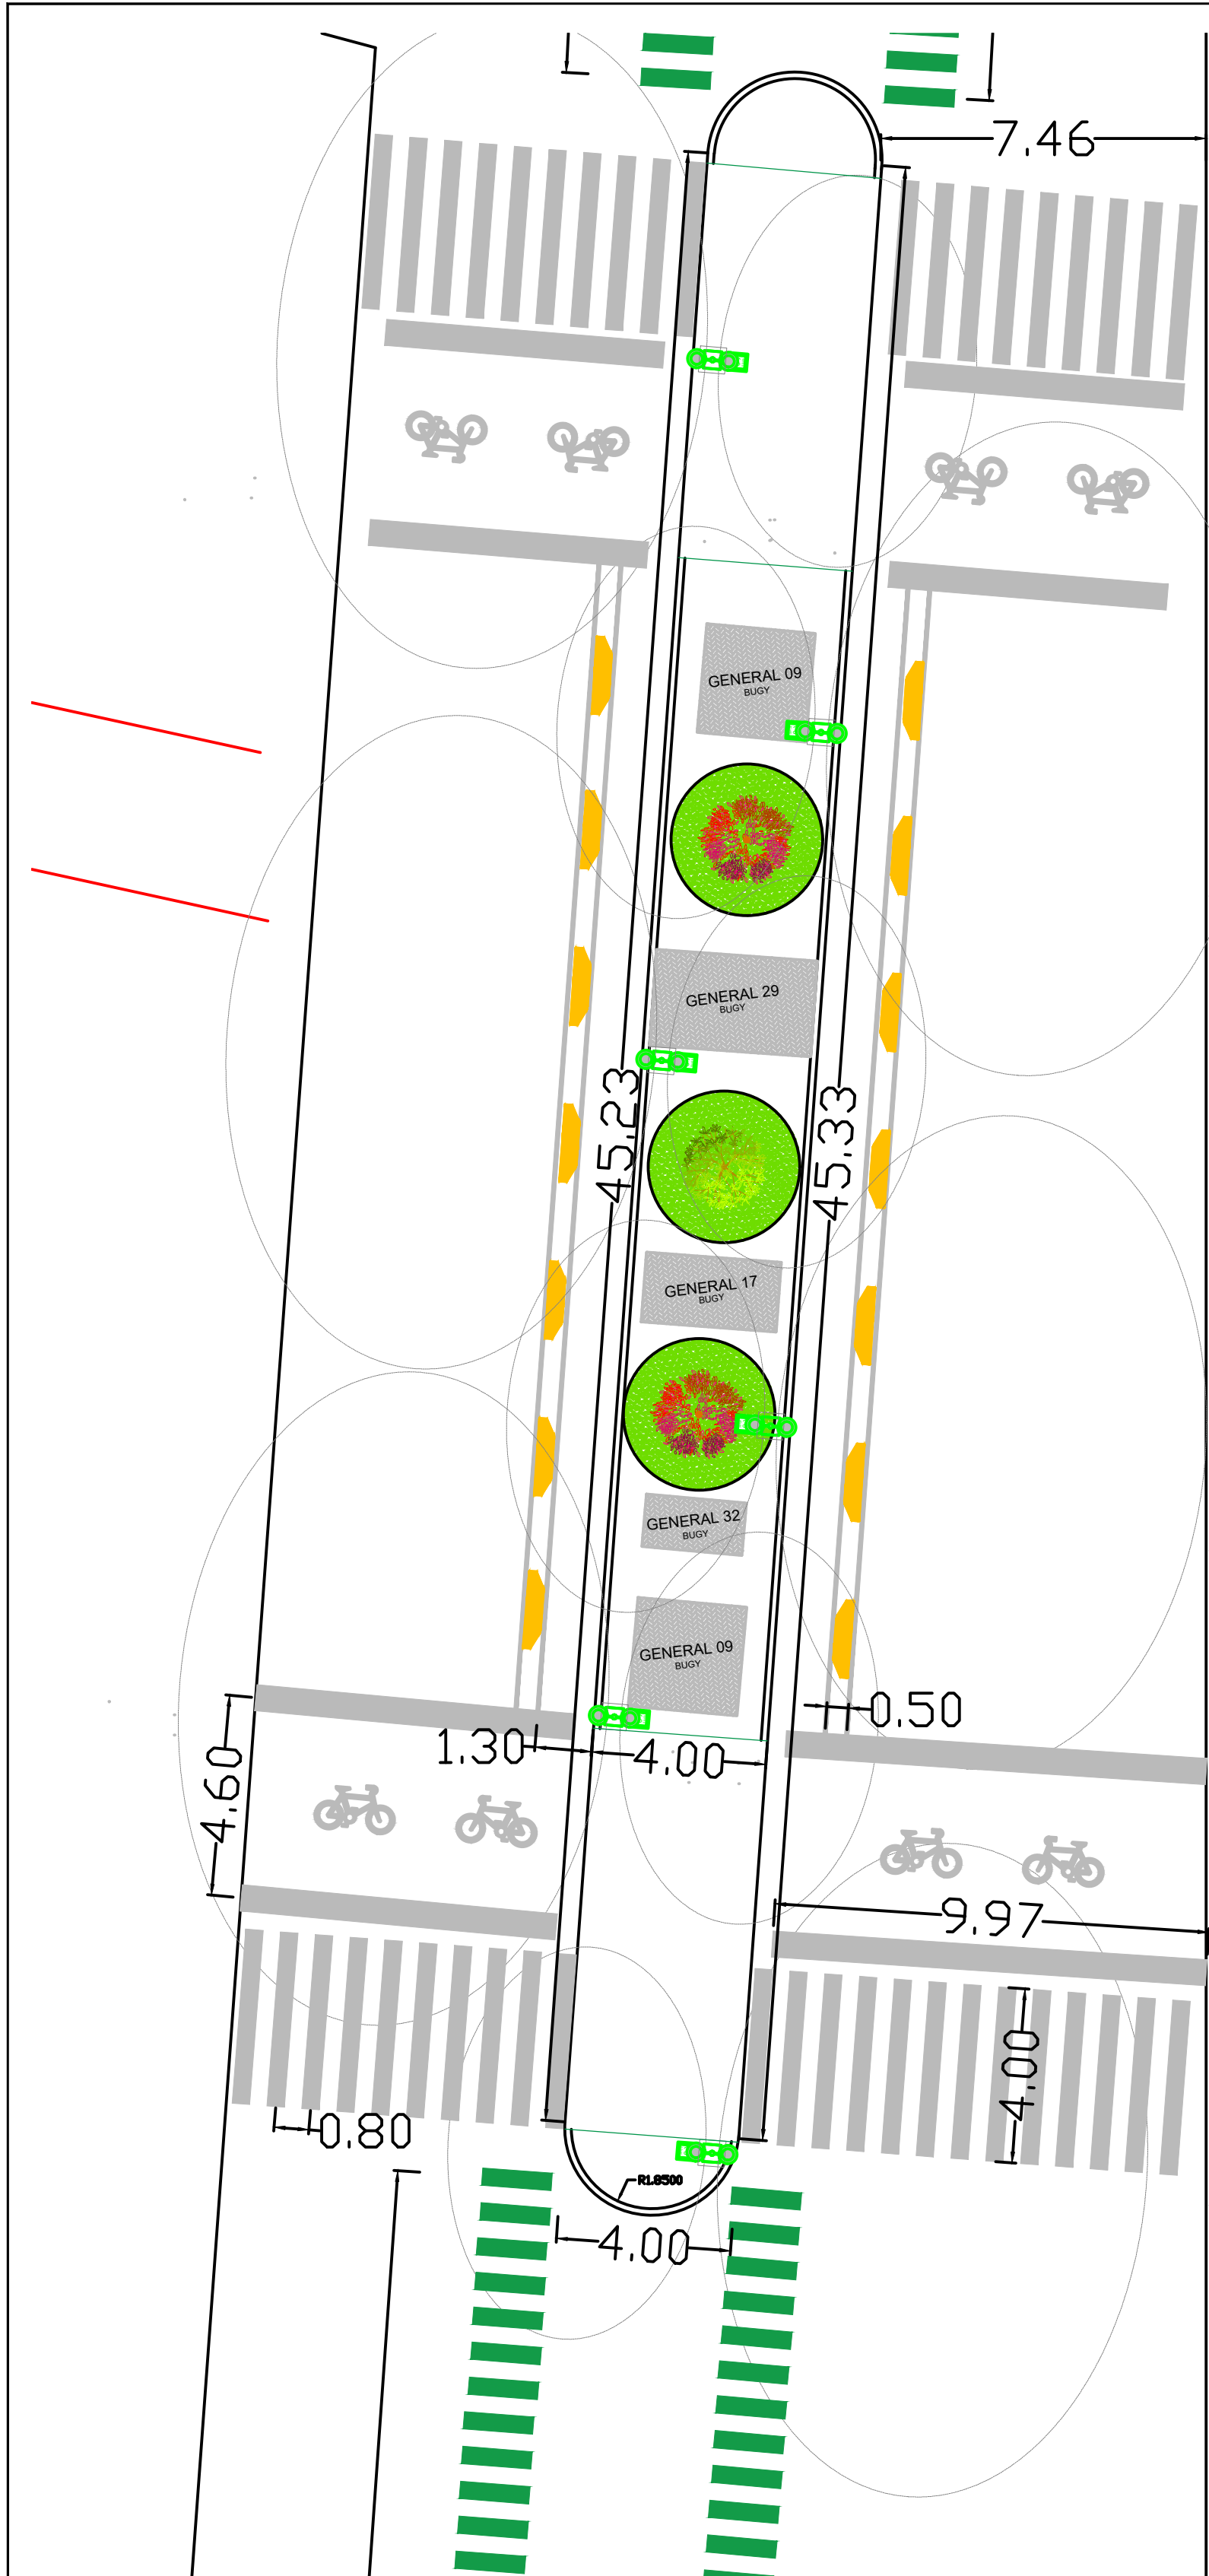 7.46
GENERAL 09
BUGY
GENERAL 29
BUGY
45.23
45.33
GENERAL 17
BUGY
GENERAL 32
BUGY
GENERAL 09
BUGY
0.50
1.30
4.00
4.60
9.97
4.00
0.80
R1.8500
4.00